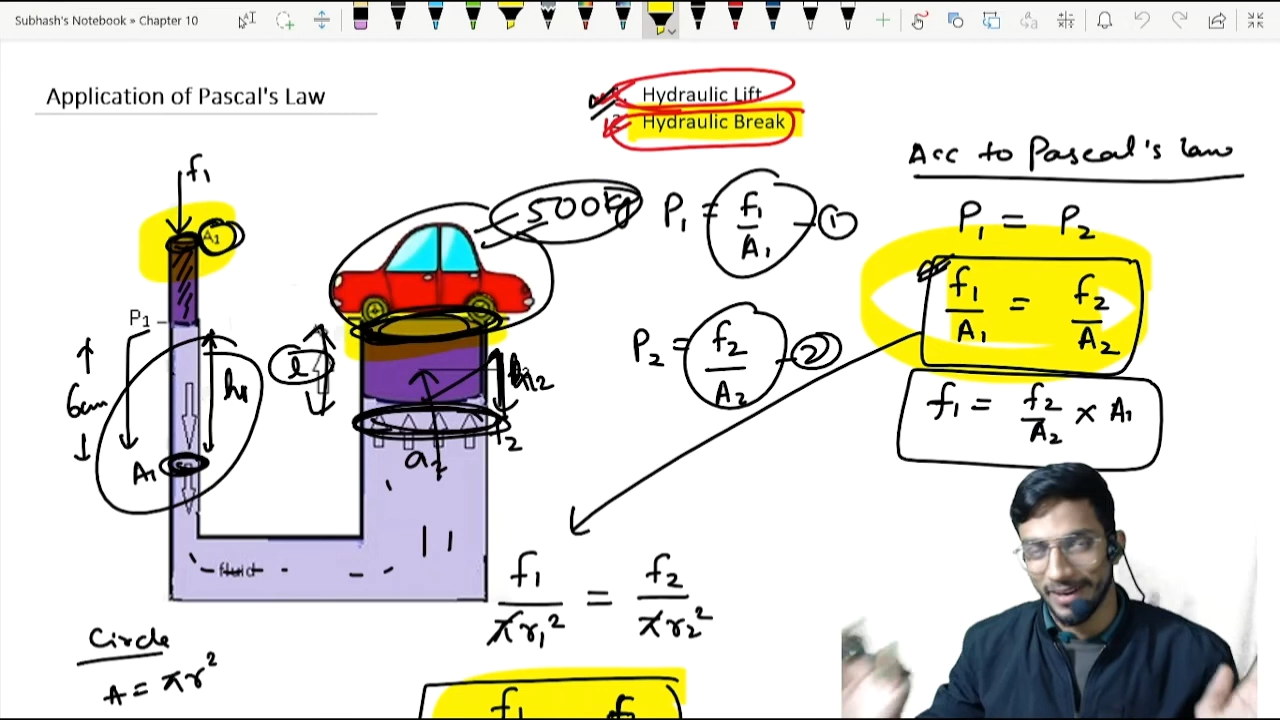 Subhash's Notebook » Chapter 10
Application of Pascal's Law
Hydraulic Lift
Hydraulic Break
Acc to Pascal's law
f₁
A₁
500kg
P₁ = f₁/A₁ - ①
P₁ = P₂
f₁/A₁ = f₂/A₂
P₁
P₂ = f₂/A₂ - ②
l
h₁
h₂
6cm
f₁ = f₂/A₂ × A₁
A₁
a₂
fluid
f₁/πr₁² = f₂/πr₂²
Circle
A = πr²